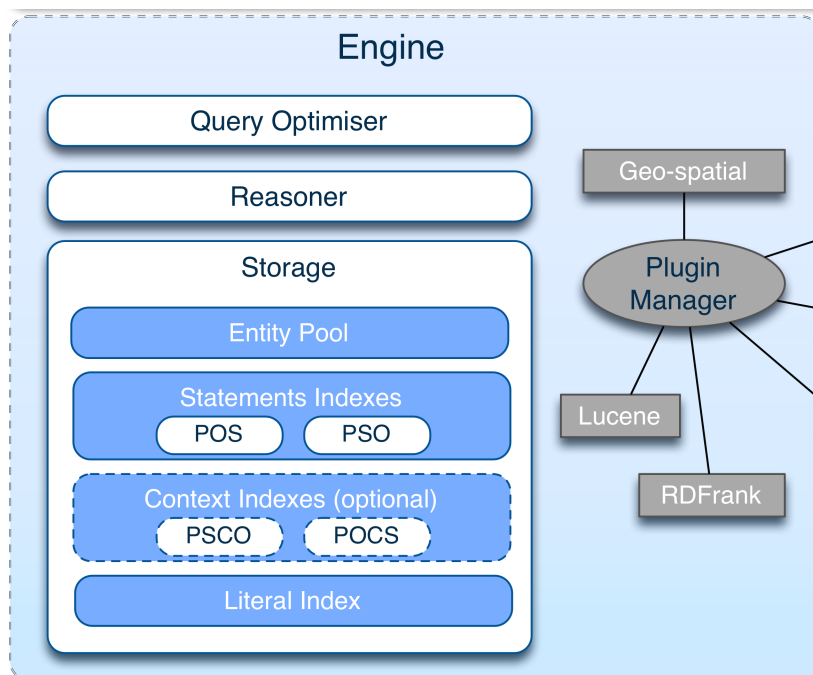 Engine
Query Optimiser
Reasoner
Storage
Entity Pool
Statements Indexes
POS
PSO
Context Indexes (optional)
PSCO
POCS
Literal Index
Geo-spatial
Plugin
Manager
Lucene
RDFrank